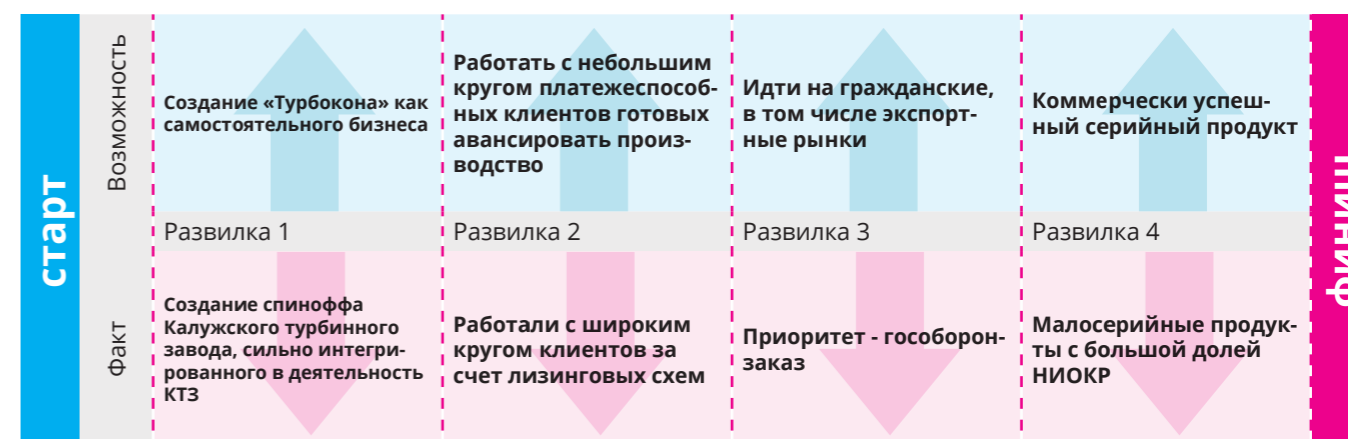 старт
Возможность
Создание «Турбокона» как
самостоятельного бизнеса
Работать с небольшим
кругом платежеспособ-
ных клиентов готовых
авансировать произ-
водство
Идти на гражданские,
в том числе экспорт-
ные рынки
Коммерчески успеш-
ный серийный продукт
Развилка 1
Развилка 2
Развилка 3
Развилка 4
Факт
Создание спиноффа
Калужского турбинного
завода, сильно интегри-
рованного в деятельность
КТЗ
Работали с широким
кругом клиентов за
счет лизинговых схем
Приоритет - гособорон-
заказ
Малосерийные продук-
ты с большой долей
НИОКР
финиш